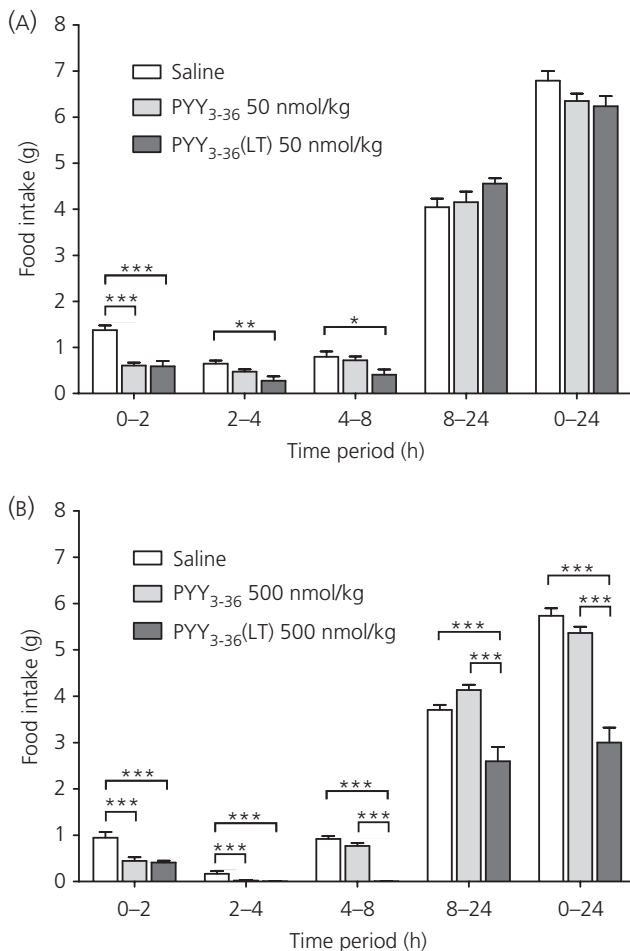 (A)
8
7
6
5
4
3
2
1
0
Food intake (g)
Saline
PYY3-36 50 nmol/kg
PYY3-36(LT) 50 nmol/kg
***
***
**
*
0–2 2–4 4–8 8–24 0–24
Time period (h)
(B)
8
7
6
5
4
3
2
1
0
Food intake (g)
Saline
PYY3-36 500 nmol/kg
PYY3-36(LT) 500 nmol/kg
***
***
***
***
***
***
***
***
***
***
0–2 2–4 4–8 8–24 0–24
Time period (h)